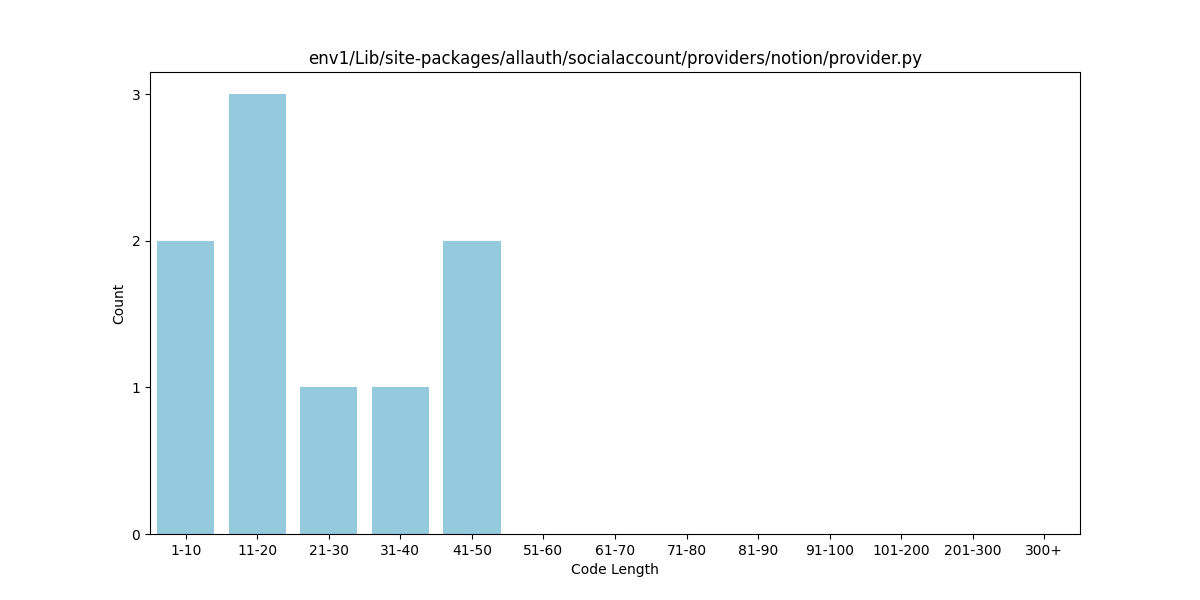 env1/Lib/site-packages/allauth/socialaccount/providers/notion/provider.py
3
2
1
0
Count
1-10 11-20 21-30 31-40 41-50 51-60 61-70 71-80 81-90 91-100 101-200 201-300 300+
Code Length